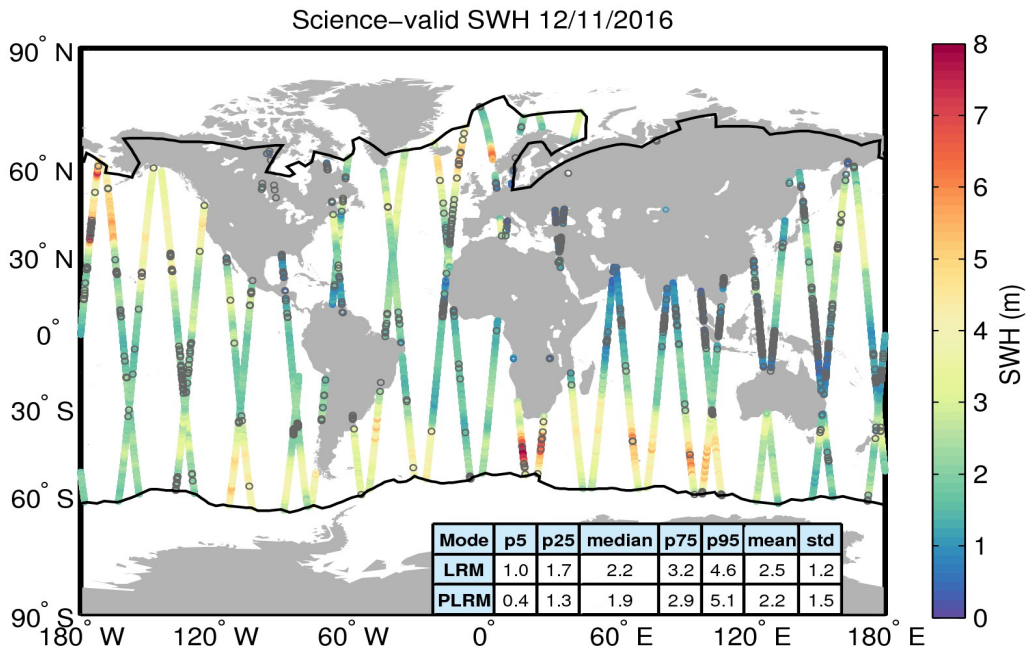 Science−valid SWH 12/11/2016
90° N
60° N
30° N
0°
30° S
60° S
90° S
180° W
120° W
60° W
0°
60° E
120° E
180° E
8
7
6
5
4
3
2
1
0
SWH (m)
Mode p5 p25 median p75 p95 mean std
LRM 1.0 1.7 2.2 3.2 4.6 2.5 1.2
PLRM 0.4 1.3 1.9 2.9 5.1 2.2 1.5